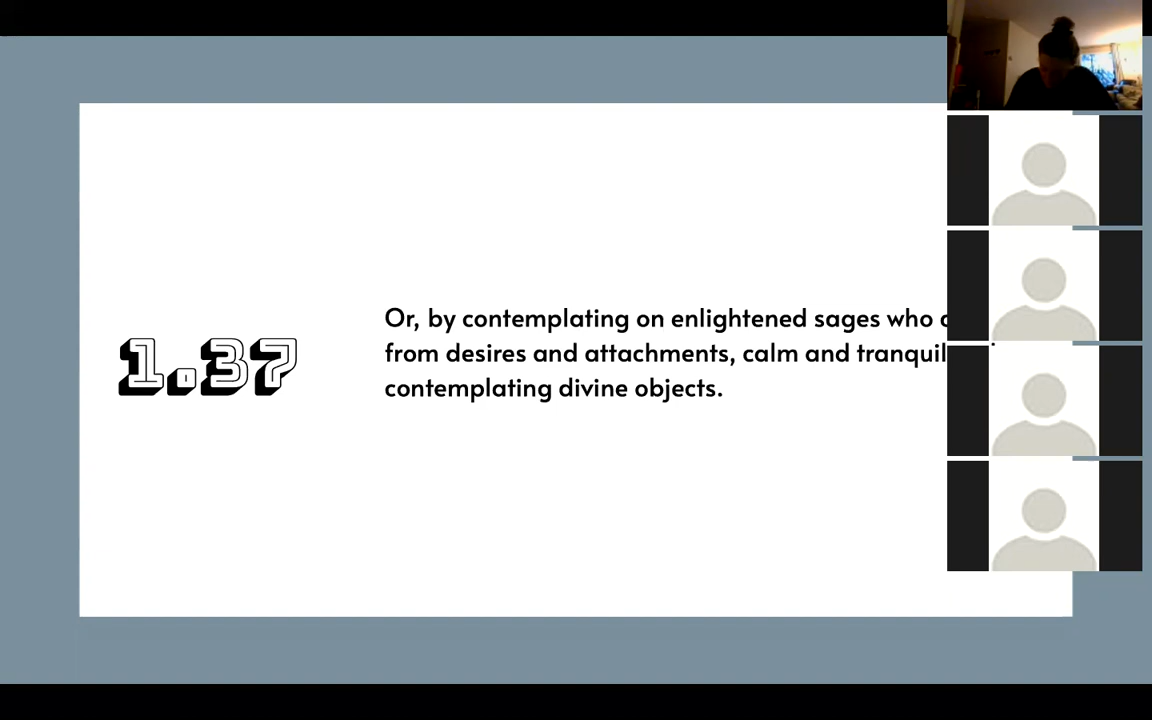 1.37
Or, by contemplating on enlightened sages who
from desires and attachments, calm and tranquil
contemplating divine objects.